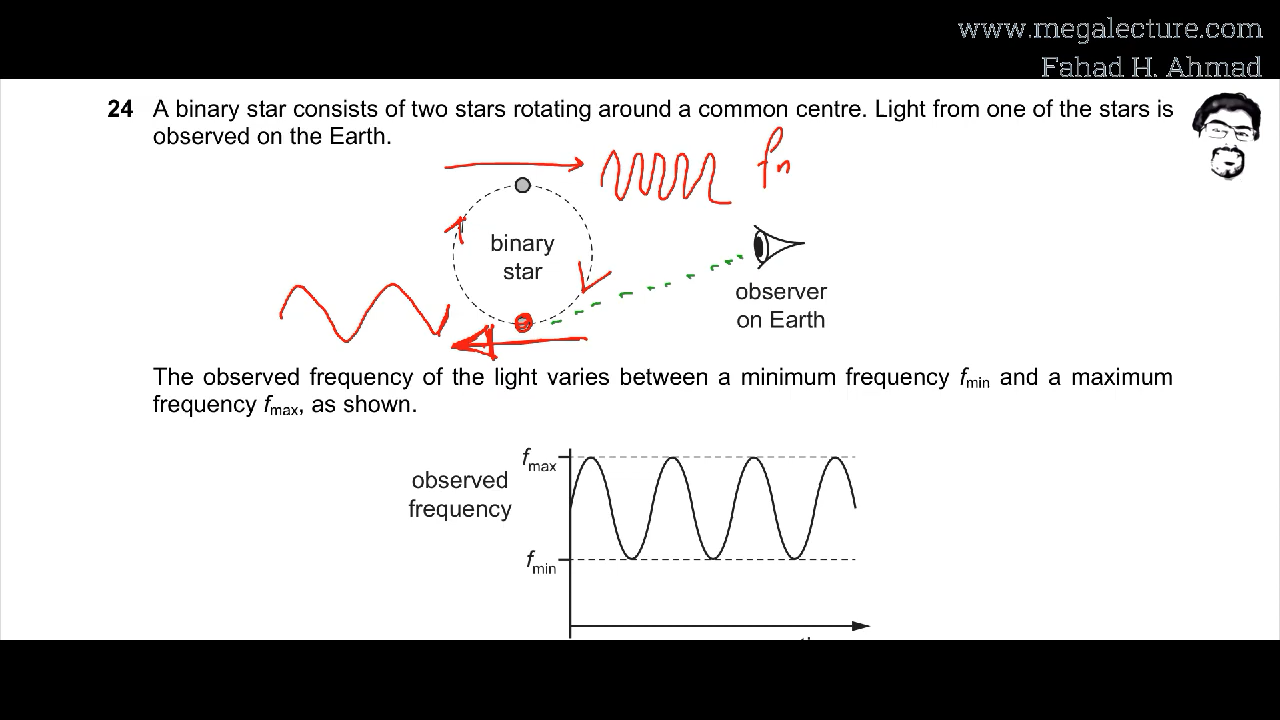 www.megalecture.com
Fahad H. Ahmad
24 A binary star consists of two stars rotating around a common centre. Light from one of the stars is
observed on the Earth.
binary
star
observer
on Earth
The observed frequency of the light varies between a minimum frequency fmin and a maximum
frequency fmax, as shown.
fmax
observed
frequency
fmin